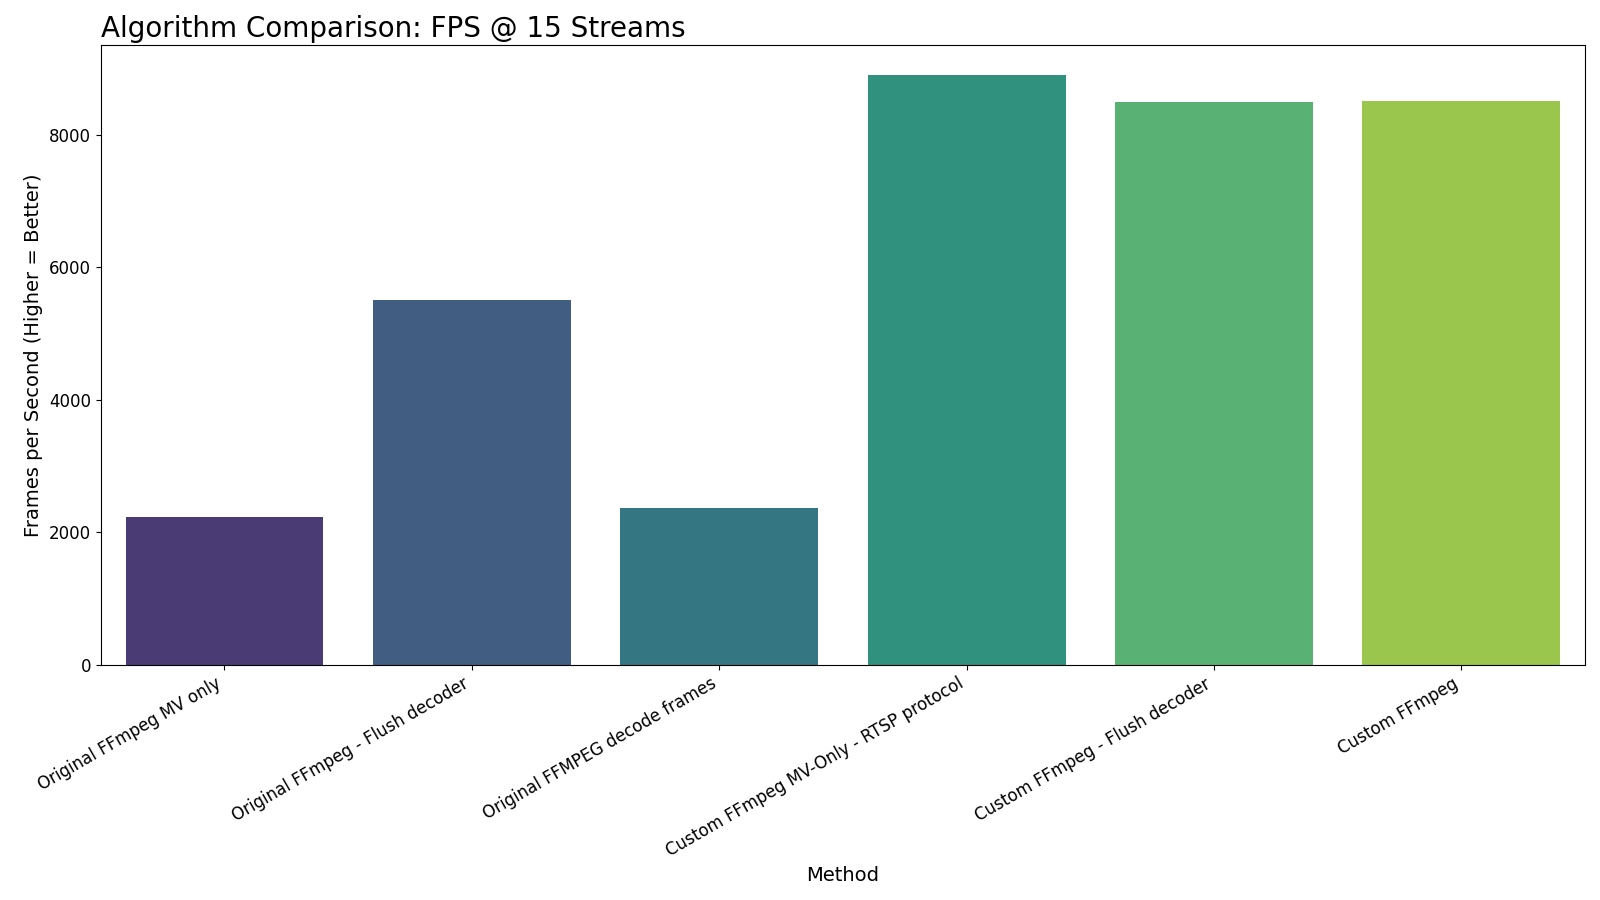 Algorithm Comparison: FPS @ 15 Streams
Frames per Second (Higher = Better)
8000
6000
4000
2000
0
Original FFmpeg MV only
Original FFmpeg - Flush decoder
Original FFMPEG decode frames
Custom FFmpeg MV-Only - RTSP protocol
Custom FFmpeg - Flush decoder
Custom FFmpeg
Method